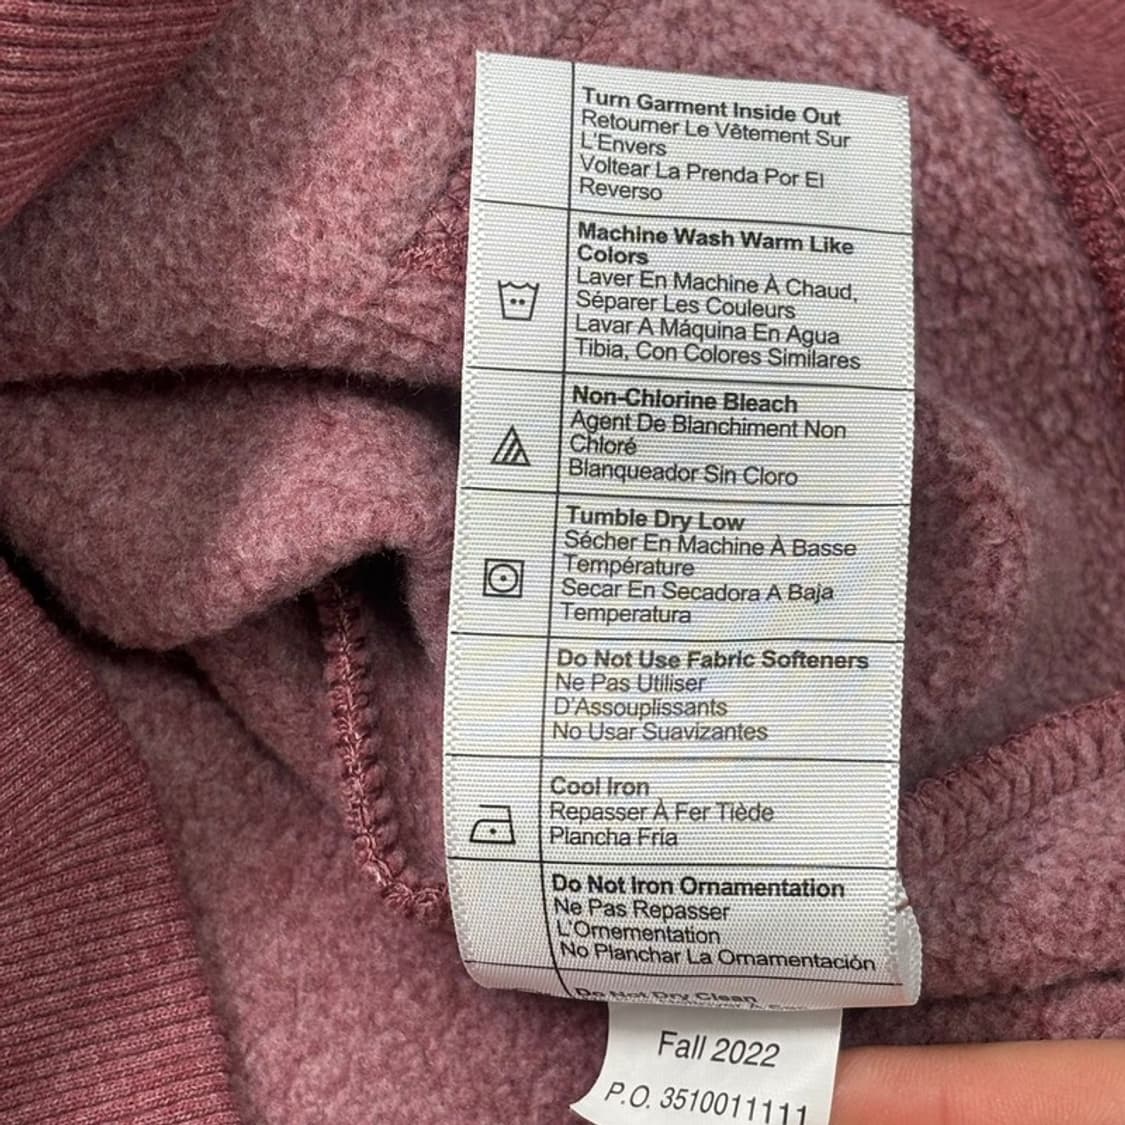 Turn Garment Inside Out
Retourner Le Vêtement Sur
L'Envers
Voltear La Prenda Por El
Reverso
Machine Wash Warm Like
Colors
Laver En Machine À Chaud,
Séparer Les Couleurs
Lavar A Máquina En Agua
Tibia, Con Colores Similares
Non-Chlorine Bleach
Agent De Blanchiment Non
Chloré
Blanqueador Sin Cloro
Tumble Dry Low
Sécher En Machine À Basse
Température
Secar En Secadora A Baja
Temperatura
Do Not Use Fabric Softeners
Ne Pas Utiliser
D'Assouplissants
No Usar Suavizantes
Cool Iron
Repasser À Fer Tiède
Plancha Fría
Do Not Iron Ornamentation
Ne Pas Repasser
L'Ornementation
No Planchar La Ornamentación
Do Not Dry Clean
Fall 2022
P.O. 3510011111